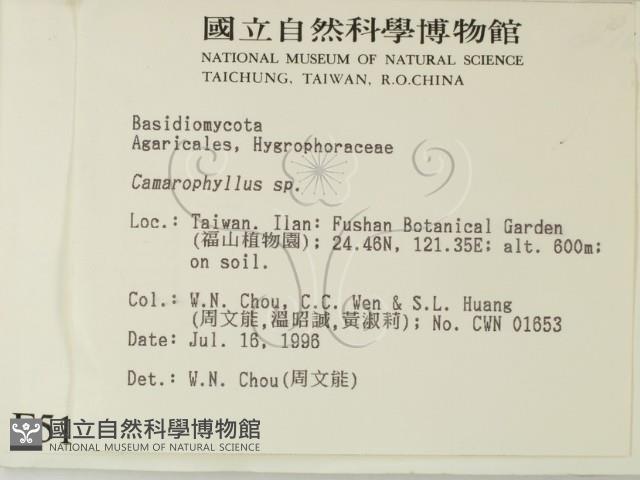 國立自然科學博物館
NATIONAL MUSEUM OF NATURAL SCIENCE
TAICHUNG, TAIWAN, R.O.CHINA
Basidiomycota
Agaricales, Hygrophoraceae
Camarophyllus sp.
Loc.: Taiwan. Ilan: Fushan Botanical Garden
(福山植物園); 24.46N, 121.35E; alt. 600m;
on soil.
Col.: W.N. Chou, C.C. Wen & S.L. Huang
(周文能,溫昭誠,黃淑莉); No. CWN 01653
Date: Jul. 16, 1996
Det.: W.N. Chou(周文能)
國立自然科學博物館
NATIONAL MUSEUM OF NATURAL SCIENCE